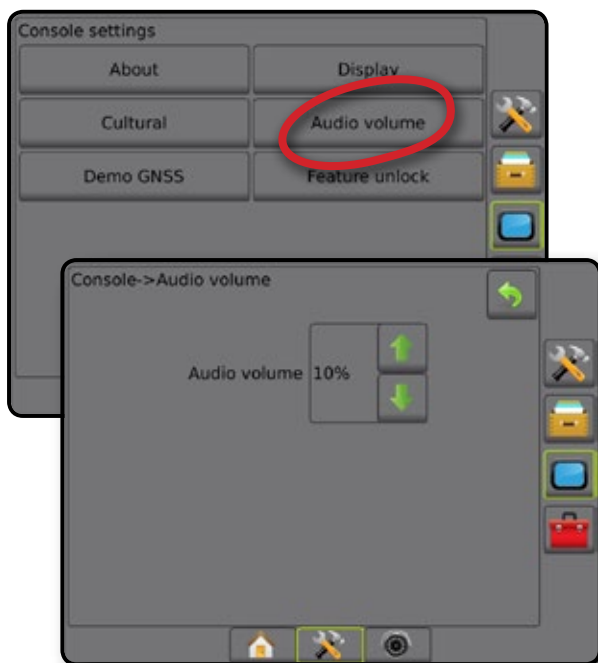 Console settings
About
Display
Cultural
Audio volume
Demo GNSS
Feature unlock
Console->Audio volume
Audio volume 10%